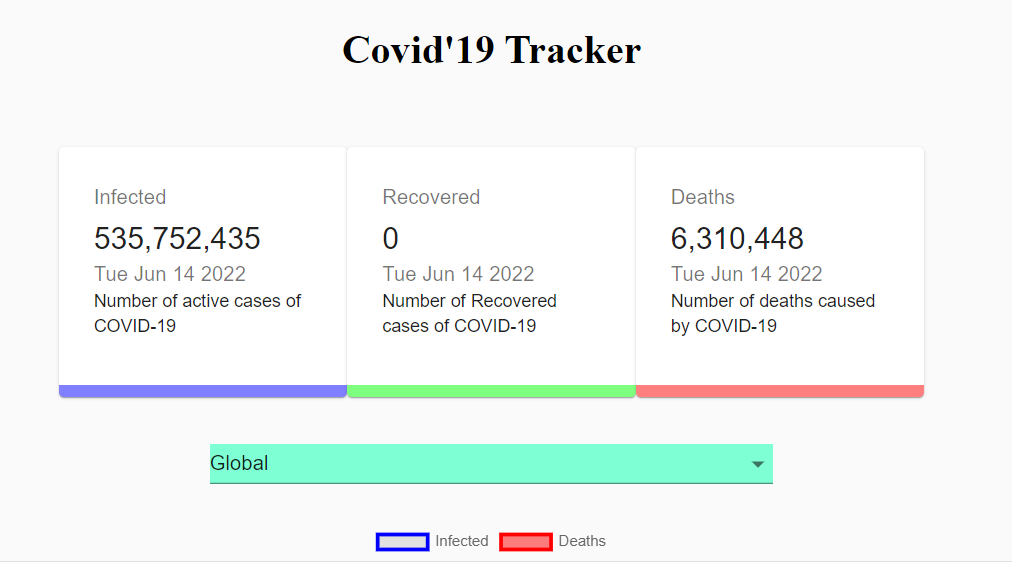 Covid'19 Tracker
Infected
535,752,435
Tue Jun 14 2022
Number of active cases of
COVID-19
Recovered
0
Tue Jun 14 2022
Number of Recovered
cases of COVID-19
Deaths
6,310,448
Tue Jun 14 2022
Number of deaths caused
by COVID-19
Global
Infected Deaths